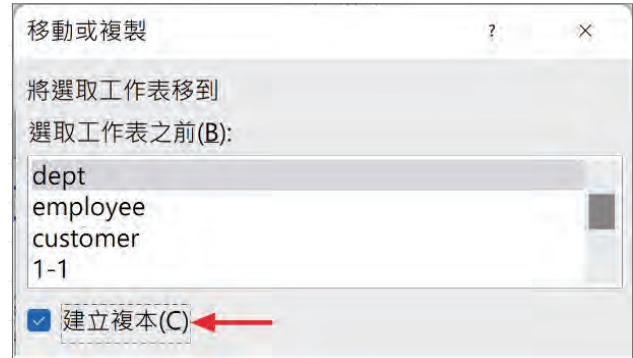 移動或複製 ? ×
將選取工作表移到
選取工作表之前(B):
dept
employee
customer
1-1
建立複本(C)